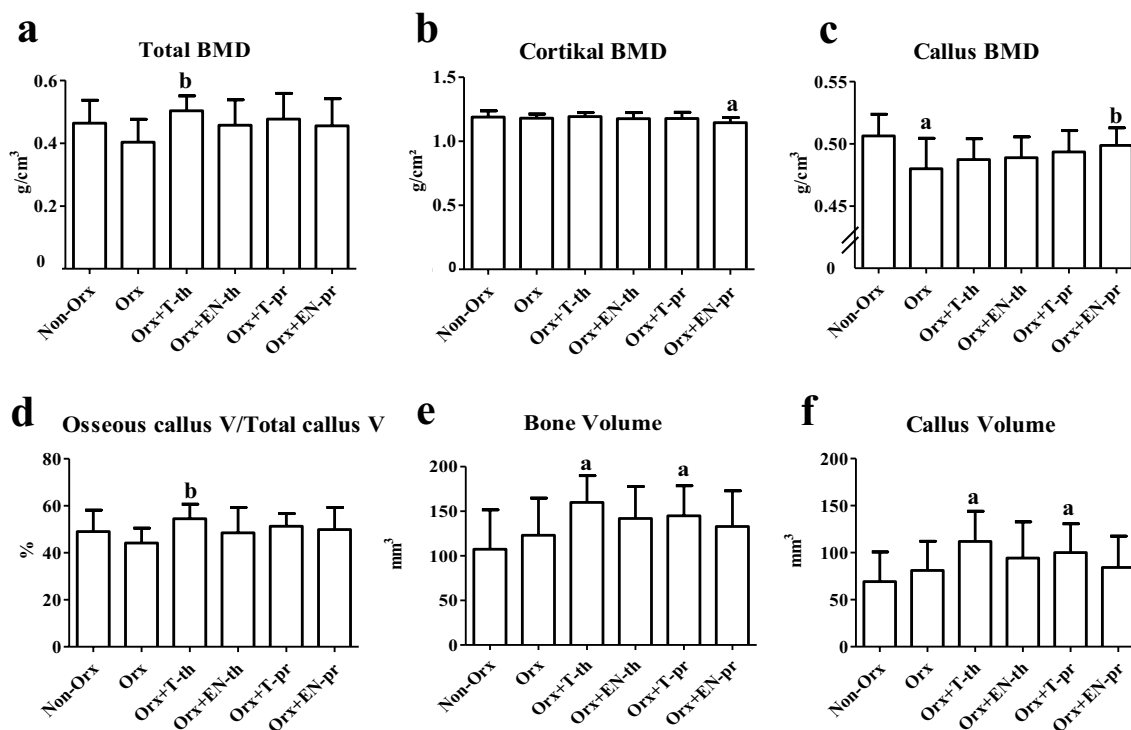 a
Total BMD
g/cm³
0.6
0.4
0.2
0
b
Non-Orx
Orx
Orx+T-th
Orx+EN-th
Orx+T-pr
Orx+EN-pr
b
Cortikal BMD
g/cm²
1.5
1.0
0.5
0
a
Non-Orx
Orx
Orx+T-th
Orx+EN-th
Orx+T-pr
Orx+EN-pr
c
Callus BMD
g/cm³
0.55
0.50
0.45
0
a
b
Non-Orx
Orx
Orx+T-th
Orx+EN-th
Orx+T-pr
Orx+EN-pr
d
Osseous callus V/Total callus V
%
80
60
40
20
0
b
Non-Orx
Orx
Orx+T-th
Orx+EN-th
Orx+T-pr
Orx+EN-pr
e
Bone Volume
mm³
200
150
100
50
0
a
a
Non-Orx
Orx
Orx+T-th
Orx+EN-th
Orx+T-pr
Orx+EN-pr
f
Callus Volume
mm³
200
150
100
50
0
a
a
Non-Orx
Orx
Orx+T-th
Orx+EN-th
Orx+T-pr
Orx+EN-pr